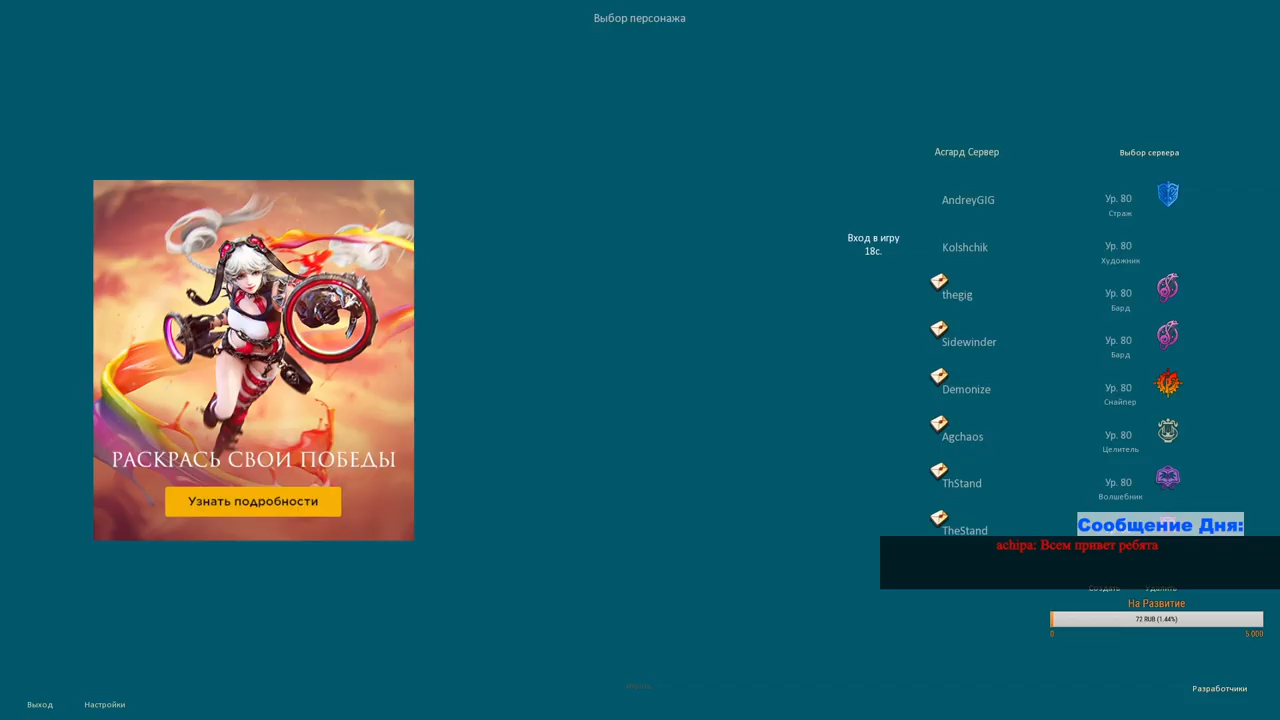 Выбор персонажа
Асгард Сервер
Выбор сервера
AndreyGIG
Ур. 80
Страж
Вход в игру
18с.
Kolshchik
Ур. 80
Художник
thegig
Ур. 80
Бард
Sidewinder
Ур. 80
Бард
Demonize
Ур. 80
Снайпер
Agchaos
Ур. 80
Целитель
ThStand
Ур. 80
Волшебник
TheStand
РАСКРАСЬ СВОИ ПОБЕДЫ
Узнать подробности
Сообщение Дня:
achipa: Всем привет ребята
Создать
Удалить
На Развитие
72 RUB (1.44%)
0
5 000
Разработчики
Выход
Настройки